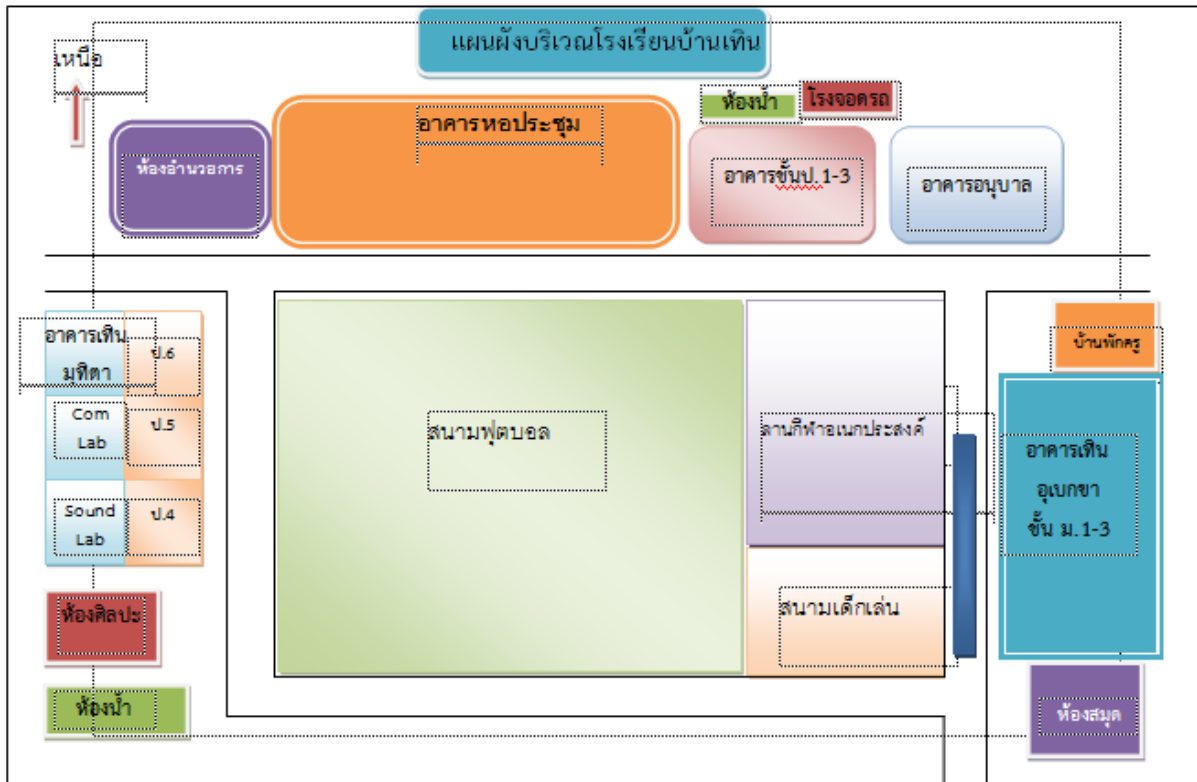 แผนผังบริเวณโรงเรียนบ้านเทิน
เหนือ
ห้องน้ำ
โรงจอดรถ
ห้องอำนวอการ
อาคารหอประชุม
อาคารชั้นป.1-3
อาคารอนุบาล
อาคารเทิน
มุทิตา
ป.6
Com
Lab
ป.5
Sound
Lab
ป.4
ห้องศิลปะ
ห้องน้ำ
สนามฟุตบอล
ลานกีฬาอเนกประสงค์
สนามเด็กเล่น
บ้านพักครู
อาคารเทิน
อุเบกขา
ชั้น ม.1-3
ห้องสมุด